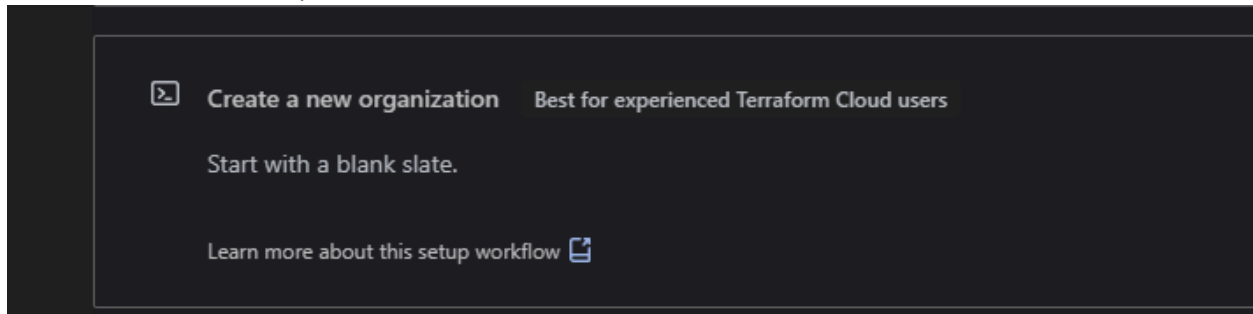 Create a new organization Best for experienced Terraform Cloud users
Start with a blank slate.
Learn more about this setup workflow